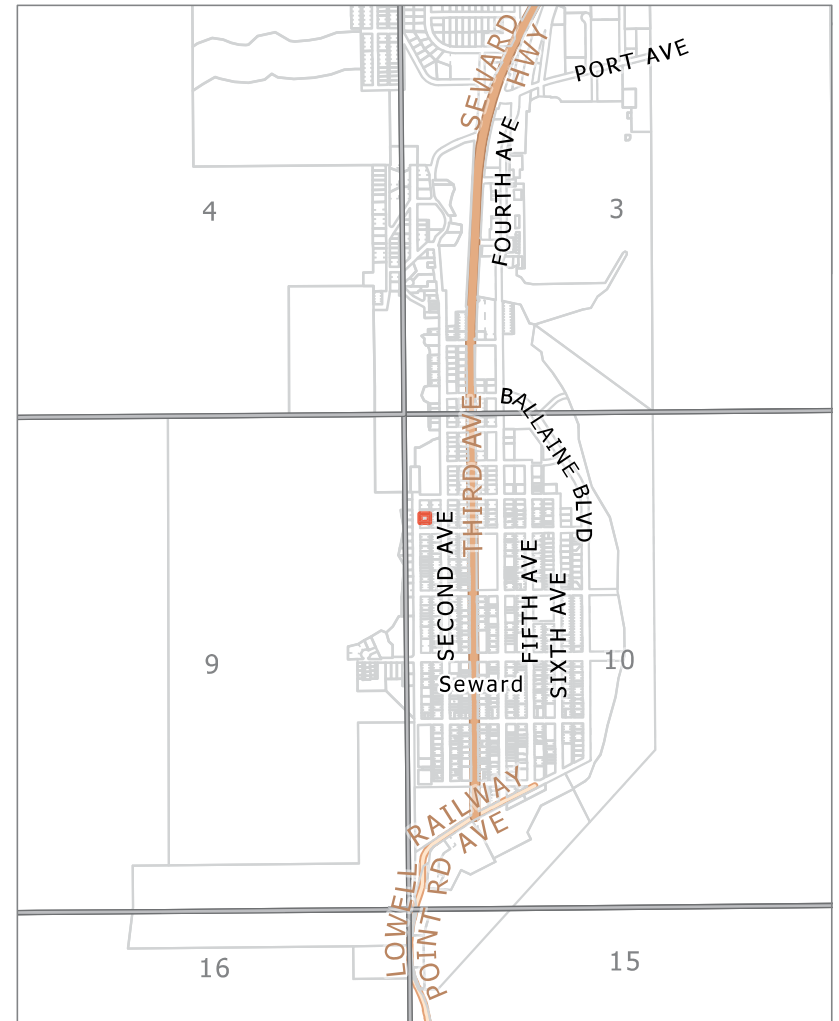 SEWARD
HWY
PORT AVE
FOURTH AVE
4
3
BALLAINE BLVD
THIRD AVE
SECOND AVE
FIFTH AVE
SIXTH AVE
9
10
Seward
RAILWAY
AVE
LOWELL
POINT RD
16
15